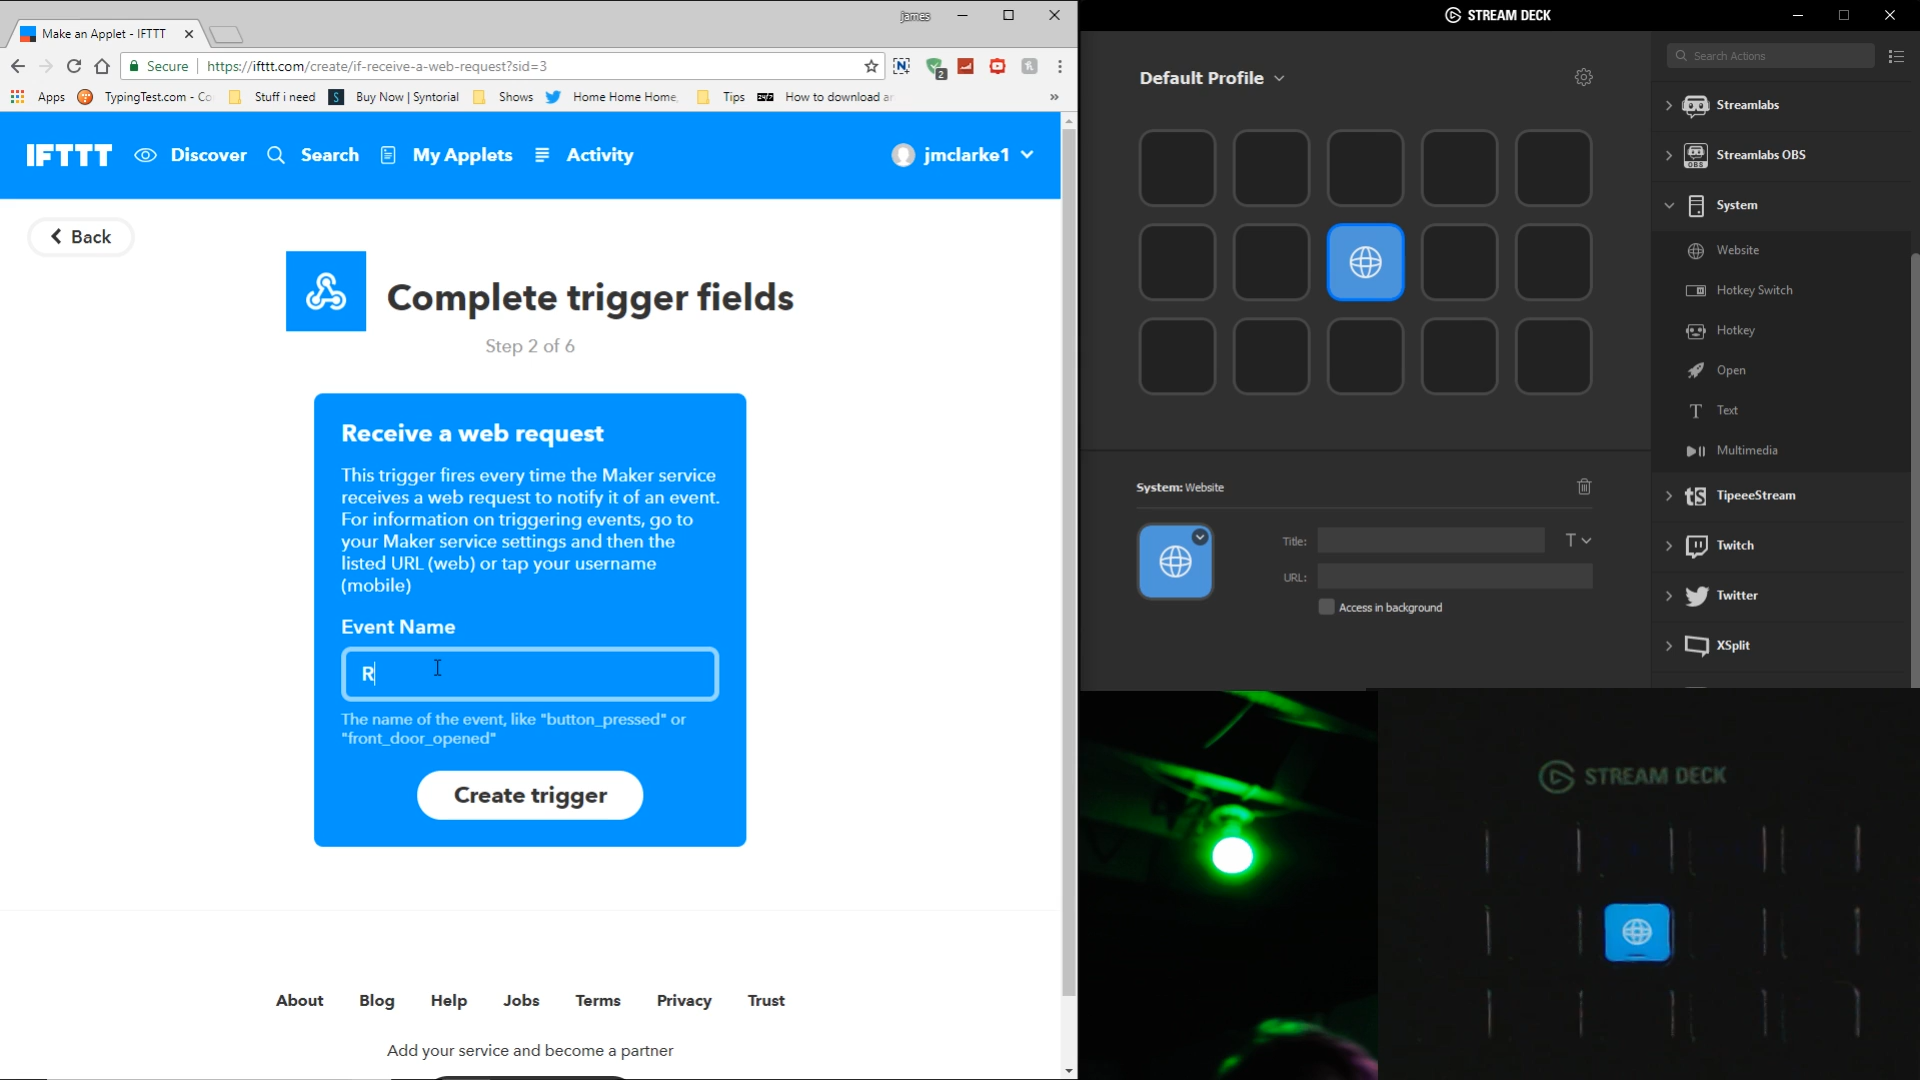 james
Make an Applet - IFTTT
Secure
https://ifttt.com/create/if-receive-a-web-request?sid=3
2
Apps
TypingTest.com - Co
Stuff i need
S
Buy Now | Syntorial
Shows
Home Home Home
Tips
How to download ar
»
IFTTT
Discover
Search
My Applets
Activity
jmclarke1
Back
Complete trigger fields
Step 2 of 6
Receive a web request
This trigger fires every time the Maker service
receives a web request to notify it of an event.
For information on triggering events, go to
your Maker service settings and then the
listed URL (web) or tap your username
(mobile)
Event Name
R
The name of the event, like "button_pressed" or
"front_door_opened"
Create trigger
About Blog Help Jobs Terms Privacy Trust
Add your service and become a partner
STREAM DECK
Default Profile
System: Website
Title:
T
URL:
Access in background
Search Actions
Streamlabs
Streamlabs OBS
System
Website
Hotkey Switch
Hotkey
Open
Text
Multimedia
TipeeeStream
Twitch
Twitter
XSplit
STREAM DECK